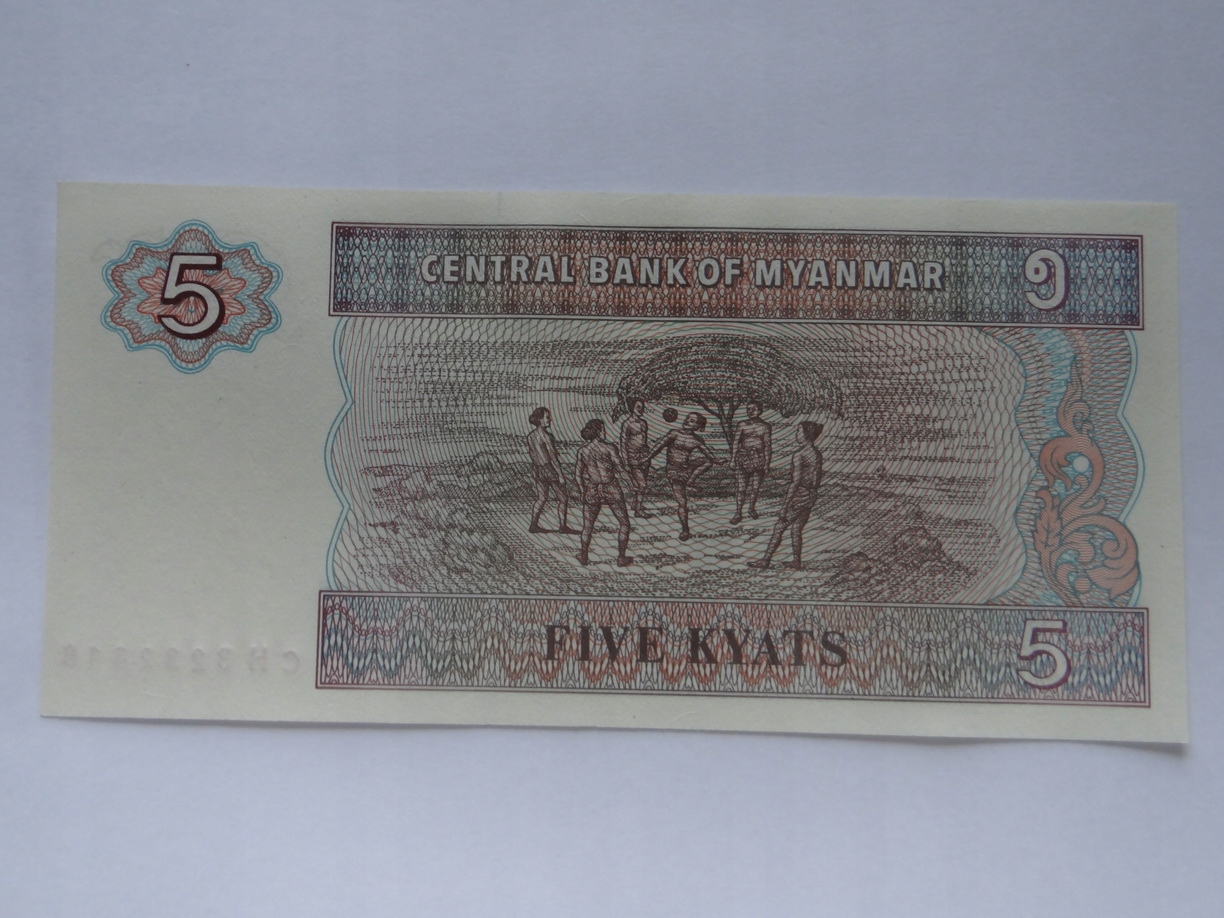 5
CENTRAL BANK OF MYANMAR ၅
FIVE KYATS 5